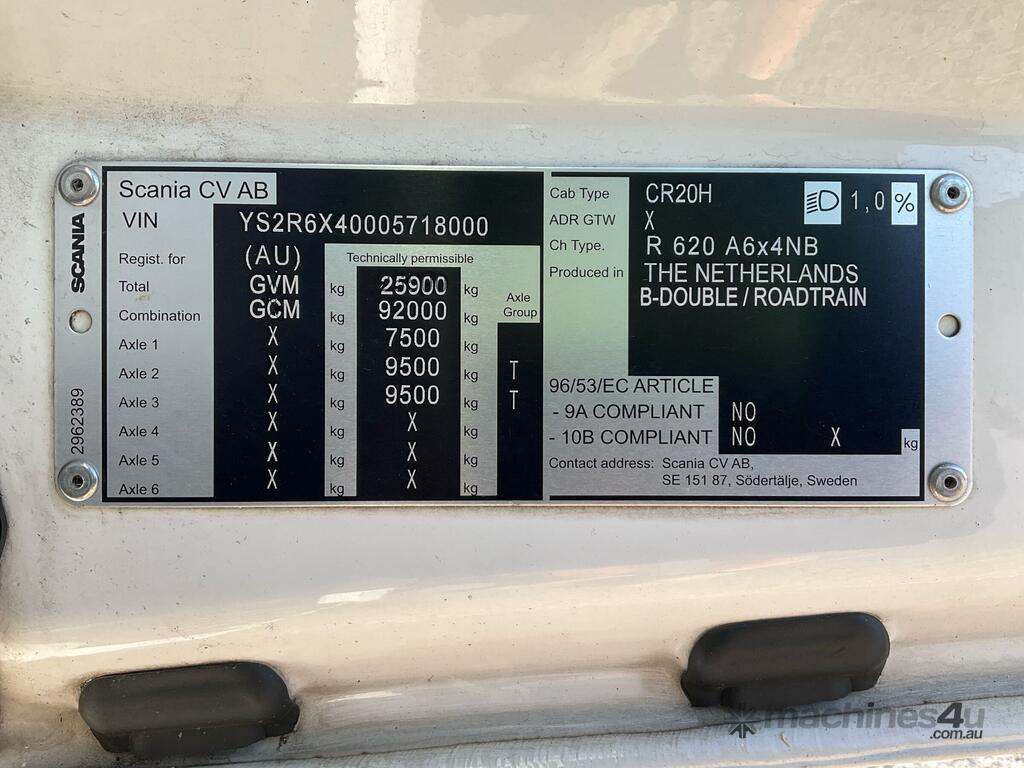 SCANIA
2962389
Scania CV AB
VIN YS2R6X40005718000
Regist. for (AU) Technically permissible
Total GVM kg 25900 kg Axle
Combination GCM kg 92000 kg Group
Axle 1 X kg 7500 kg
Axle 2 X kg 9500 kg T
Axle 3 X kg 9500 kg T
Axle 4 X kg X kg
Axle 5 X kg X kg
Axle 6 X kg X kg
Cab Type CR20H 1,0 %
ADR GTW X
Ch Type. R 620 A6x4NB
Produced in THE NETHERLANDS
B-DOUBLE / ROADTRAIN
96/53/EC ARTICLE
- 9A COMPLIANT NO
- 10B COMPLIANT NO X kg
Contact address: Scania CV AB,
SE 151 87, Södertälje, Sweden
machines4u
.com.au